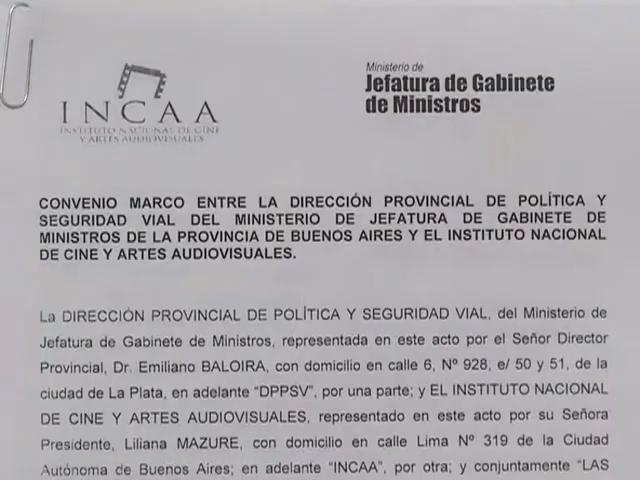 INCAA
INSTITUTO NACIONAL DE CINE
Y ARTES AUDIOVISUALES
Ministerio de
Jefatura de Gabinete
de Ministros
CONVENIO MARCO ENTRE LA DIRECCIÓN PROVINCIAL DE POLÍTICA Y
SEGURIDAD VIAL DEL MINISTERIO DE JEFATURA DE GABINETE DE
MINISTROS DE LA PROVINCIA DE BUENOS AIRES Y EL INSTITUTO NACIONAL
DE CINE Y ARTES AUDIOVISUALES.
La DIRECCIÓN PROVINCIAL DE POLÍTICA Y SEGURIDAD VIAL, del Ministerio de
Jefatura de Gabinete de Ministros, representada en este acto por el Señor Director
Provincial, Dr. Emiliano BALOIRA, con domicilio en calle 6, Nº 928, e/ 50 y 51, de la
ciudad de La Plata, en adelante “DPPSV”, por una parte; y EL INSTITUTO NACIONAL
DE CINE Y ARTES AUDIOVISUALES, representado en este acto por su Señora
Presidente, Liliana MAZURE, con domicilio en calle Lima Nº 319 de la Ciudad
Autónoma de Buenos Aires; en adelante “INCAA”, por otra; y conjuntamente “LAS